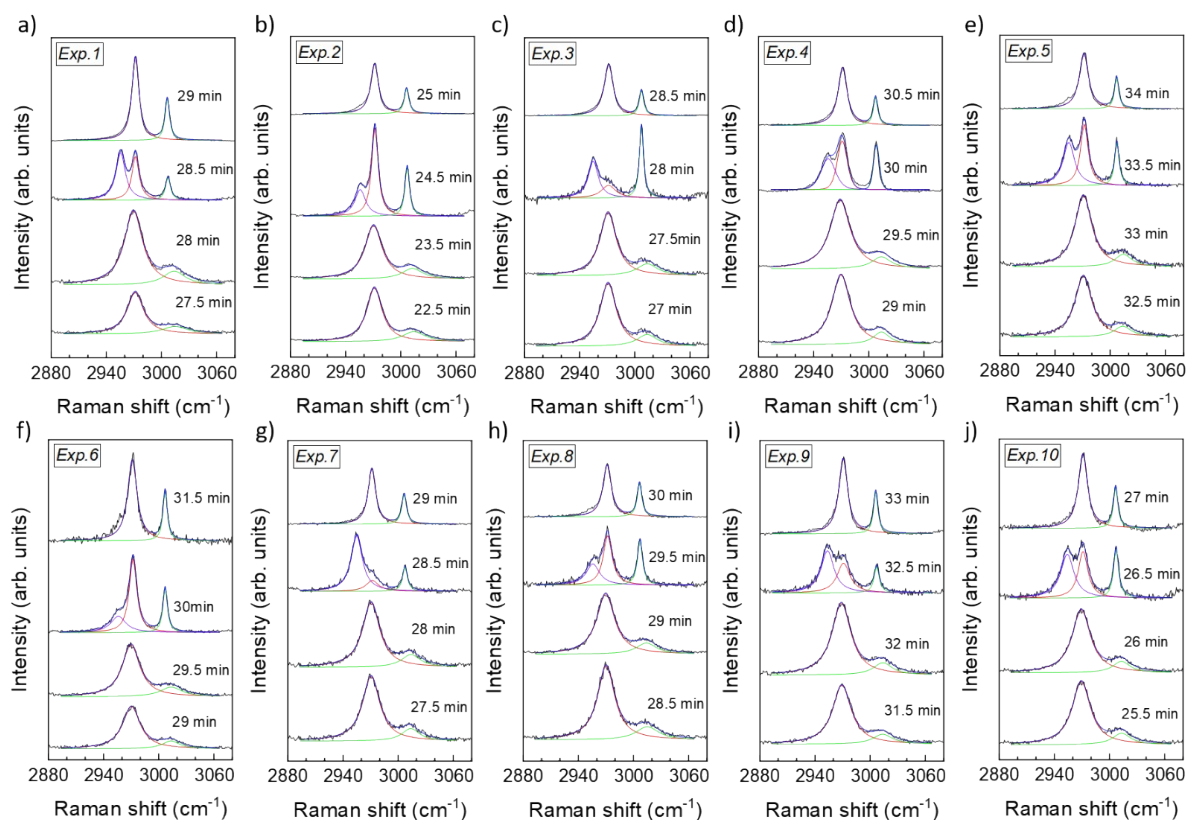 a)
Exp.1
29 min
28.5 min
28 min
27.5 min
Intensity (arb. units)
2880 2940 3000 3060
Raman shift (cm-1)
b)
Exp.2
25 min
24.5 min
23.5 min
22.5 min
Intensity (arb. units)
2880 2940 3000 3060
Raman shift (cm-1)
c)
Exp.3
28.5 min
28 min
27.5min
27 min
Intensity (arb. units)
2880 2940 3000 3060
Raman shift (cm-1)
d)
Exp.4
30.5 min
30 min
29.5 min
29 min
Intensity (arb. units)
2880 2940 3000 3060
Raman shift (cm-1)
e)
Exp.5
34 min
33.5 min
33 min
32.5 min
Intensity (arb. units)
2880 2940 3000 3060
Raman shift (cm-1)
f)
Exp.6
31.5 min
30min
29.5 min
29 min
Intensity (arb. units)
2880 2940 3000 3060
Raman shift (cm-1)
g)
Exp.7
29 min
28.5 min
28 min
27.5 min
Intensity (arb. units)
2880 2940 3000 3060
Raman shift (cm-1)
h)
Exp.8
30 min
29.5 min
29 min
28.5 min
Intensity (arb. units)
2880 2940 3000 3060
Raman shift (cm-1)
i)
Exp.9
33 min
32.5 min
32 min
31.5 min
Intensity (arb. units)
2880 2940 3000 3060
Raman shift (cm-1)
j)
Exp.10
27 min
26.5 min
26 min
25.5 min
Intensity (arb. units)
2880 2940 3000 3060
Raman shift (cm-1)